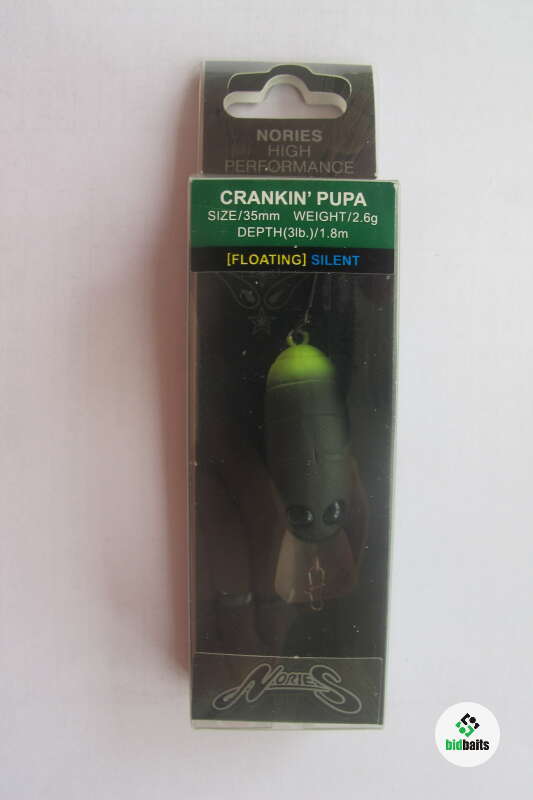 NORIES
HIGH
PERFORMANCE
CRANKIN' PUPA
SIZE/35mm WEIGHT/2.6g
DEPTH(3lb.)/1.8m
[FLOATING] SILENT
NORIES
bidbaits